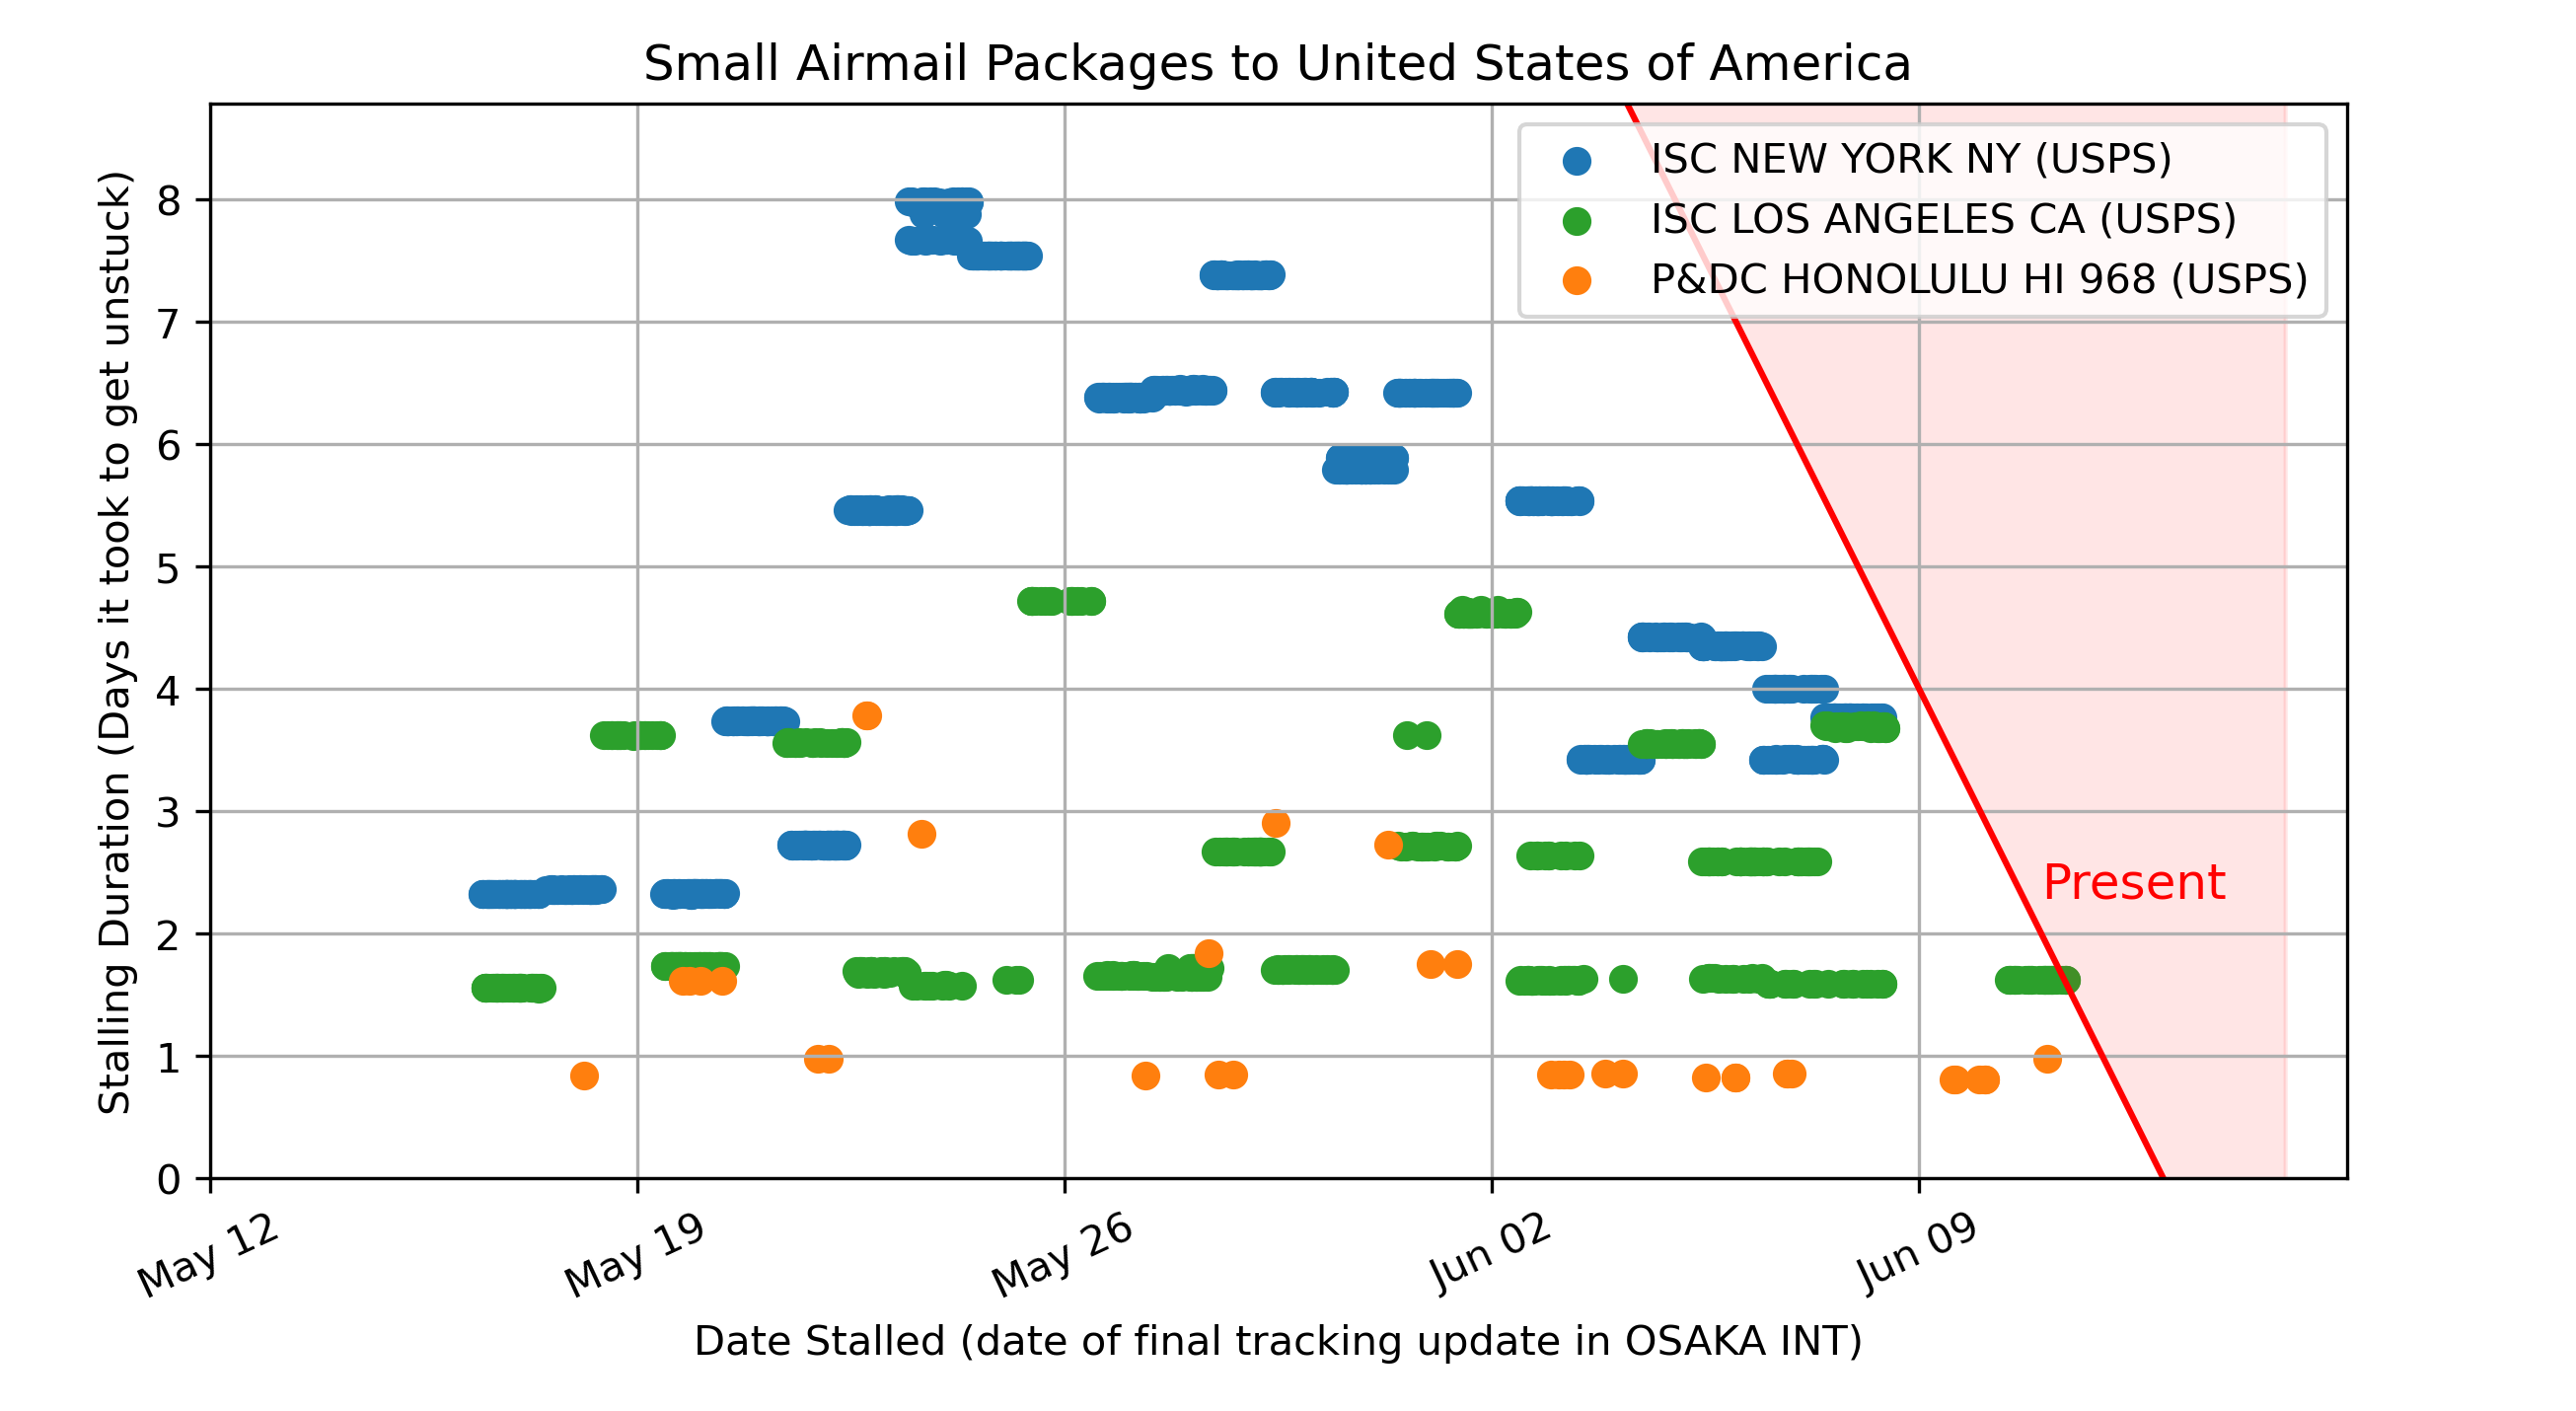 Small Airmail Packages to United States of America
Stalling Duration (Days it took to get unstuck)
8
7
6
5
4
3
2
1
0
ISC NEW YORK NY (USPS)
ISC LOS ANGELES CA (USPS)
P&DC HONOLULU HI 968 (USPS)
Present
May 12
May 19
May 26
Jun 02
Jun 09
Date Stalled (date of final tracking update in OSAKA INT)